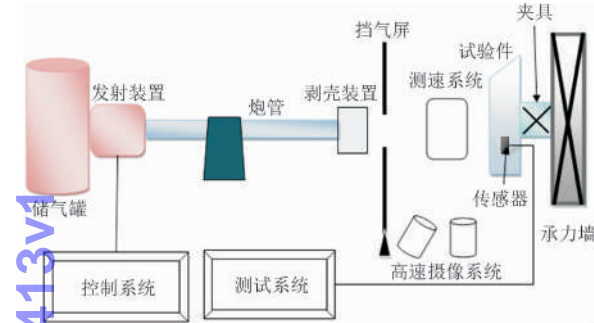 夹具
挡气屏
试验件
发射装置
测速系统
炮管
剥壳装置
储气罐
传感器
承力墙
高速摄像系统
控制系统
测试系统
413v1